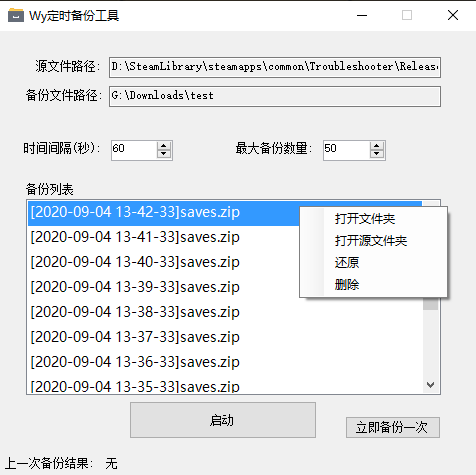 Wy定时备份工具
源文件路径: D:\SteamLibrary\steamapps\common\Troubleshooter\Releas
备份文件路径: G:\Downloads\test
时间间隔(秒): 60 最大备份数量: 50
备份列表
[2020-09-04 13-42-33]saves.zip
[2020-09-04 13-41-33]saves.zip
[2020-09-04 13-40-33]saves.zip
[2020-09-04 13-39-33]saves.zip
[2020-09-04 13-38-33]saves.zip
[2020-09-04 13-37-33]saves.zip
[2020-09-04 13-36-33]saves.zip
[2020-09-04 13-35-33]saves.zip
打开文件夹
打开源文件夹
还原
删除
启动
立即备份一次
上一次备份结果: 无